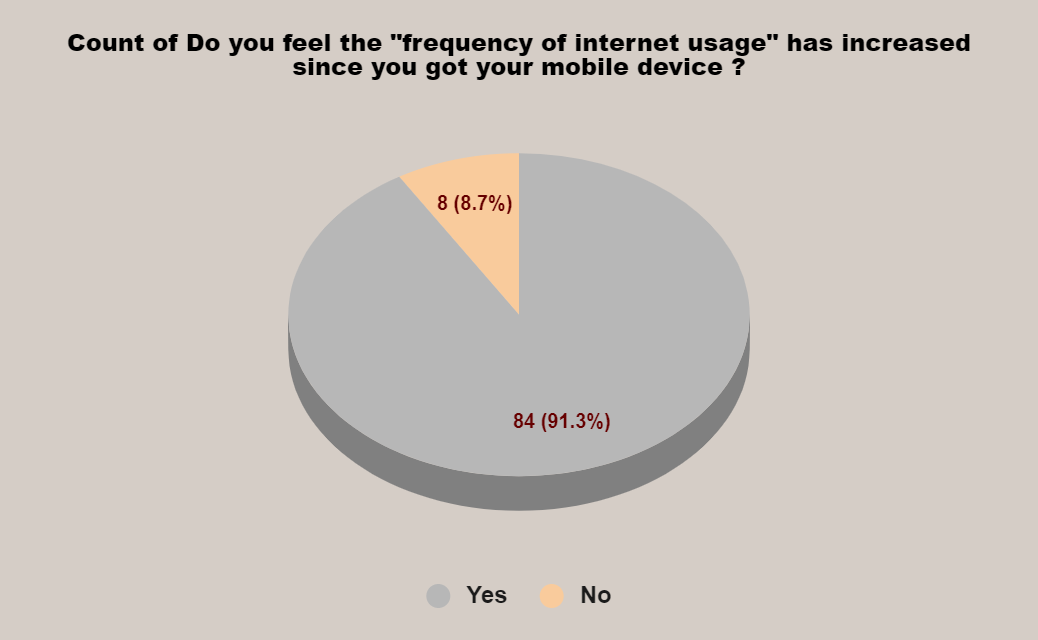 Count of Do you feel the "frequency of internet usage" has increased
since you got your mobile device ?
8 (8.7%)
84 (91.3%)
Yes
No